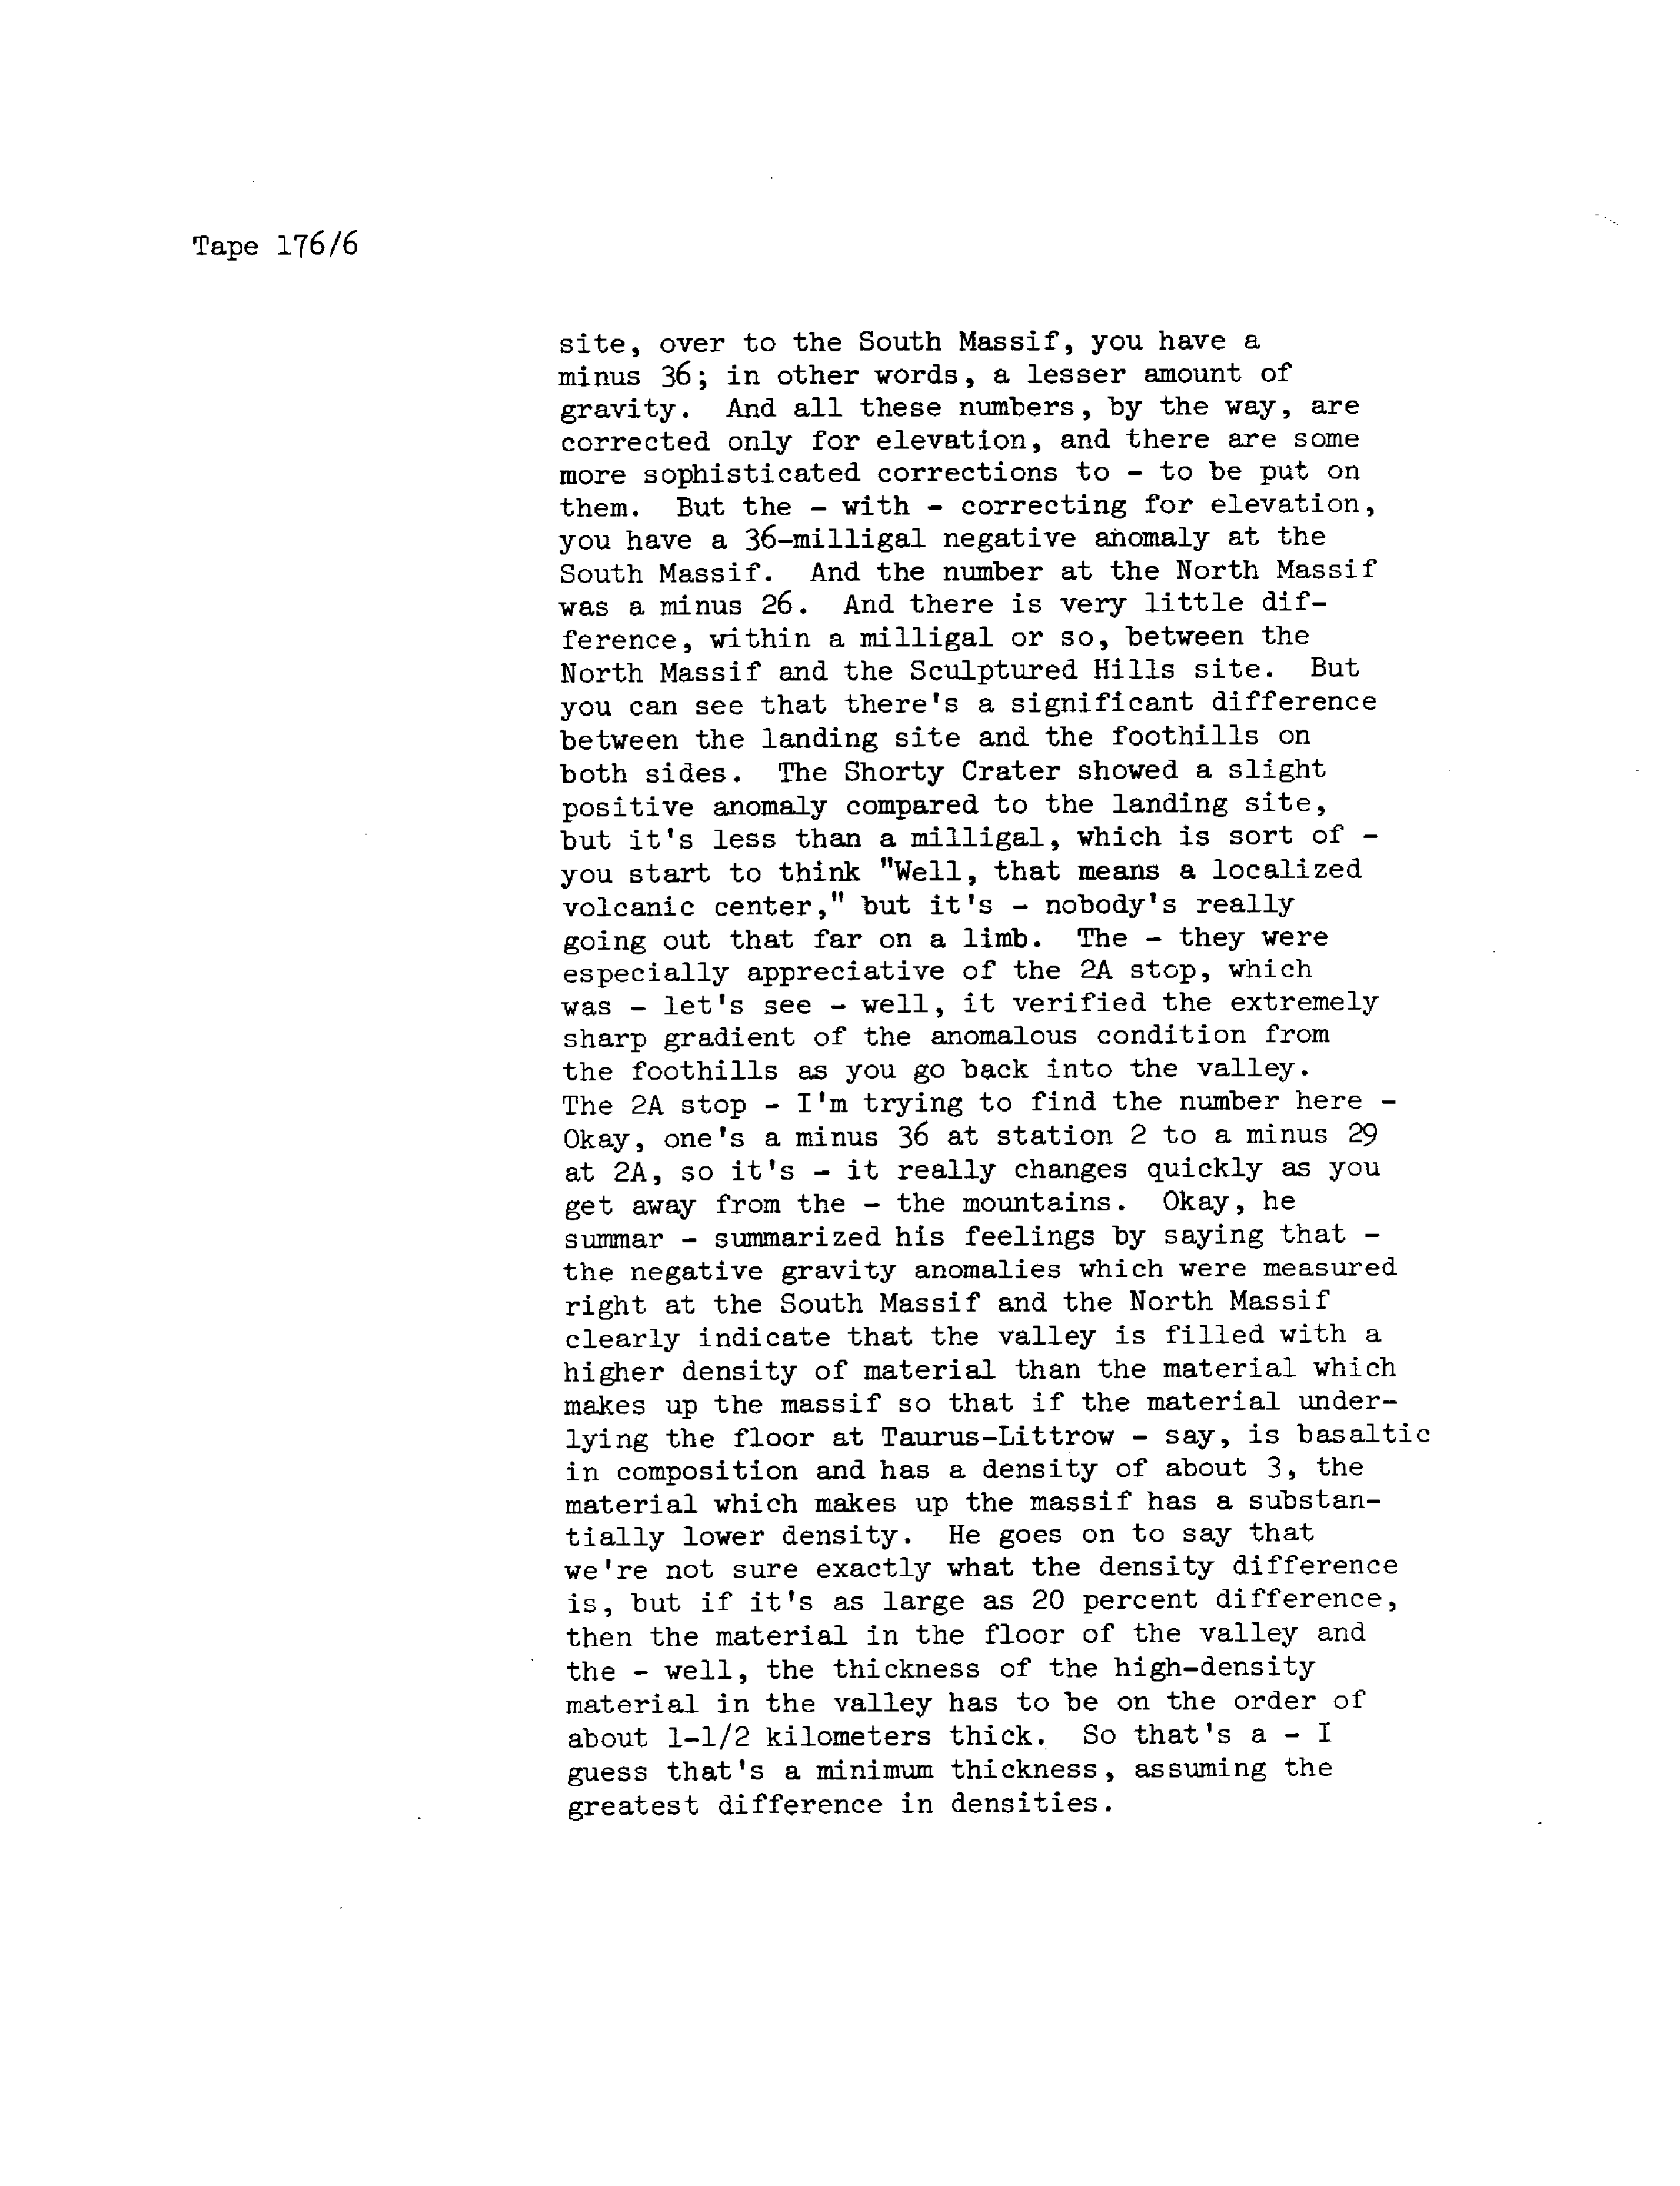 Tape 176/6
site, over to the South Massif, you have a
minus 36; in other words, a lesser amount of
gravity. And all these numbers, by the way, are
corrected only for elevation, and there are some
more sophisticated corrections to - to be put on
them. But the - with - correcting for elevation,
you have a 36-milligal negative anomaly at the
South Massif. And the number at the North Massif
was a minus 26. And there is very little dif-
ference, within a milligal or so, between the
North Massif and the Sculptured Hills site. But
you can see that there's a significant difference
between the landing site and the foothills on
both sides. The Shorty Crater showed a slight
positive anomaly compared to the landing site,
but it's less than a milligal, which is sort of -
you start to think "Well, that means a localized
volcanic center," but it's - nobody's really
going out that far on a limb. The - they were
especially appreciative of the 2A stop, which
was - let's see - well, it verified the extremely
sharp gradient of the anomalous condition from
the foothills as you go back into the valley.
The 2A stop - I'm trying to find the number here -
Okay, one's a minus 36 at station 2 to a minus 29
at 2A, so it's - it really changes quickly as you
get away from the - the mountains. Okay, he
summar - summarized his feelings by saying that -
the negative gravity anomalies which were measured
right at the South Massif and the North Massif
clearly indicate that the valley is filled with a
higher density of material than the material which
makes up the massif so that if the material under-
lying the floor at Taurus-Littrow - say, is basaltic
in composition and has a density of about 3, the
material which makes up the massif has a substan-
tially lower density. He goes on to say that
we're not sure exactly what the density difference
is, but if it's as large as 20 percent difference,
then the material in the floor of the valley and
the - well, the thickness of the high-density
material in the valley has to be on the order of
about 1-1/2 kilometers thick. So that's a - I
guess that's a minimum thickness, assuming the
greatest difference in densities.